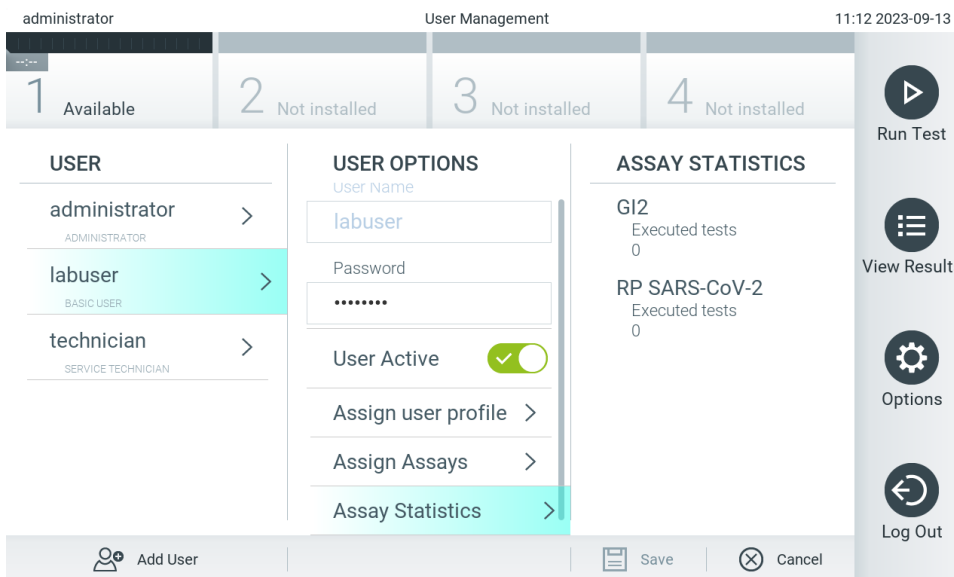 administrator
User Management
11:12 2023-09-13
--:--
1 Available
2 Not installed
3 Not installed
4 Not installed
Run Test
View Result
Options
Log Out
USER
administrator
ADMINISTRATOR
labuser
BASIC USER
technician
SERVICE TECHNICIAN
USER OPTIONS
User Name
labuser
Password
••••••••
User Active
Assign user profile
Assign Assays
Assay Statistics
ASSAY STATISTICS
GI2
Executed tests
0
RP SARS-CoV-2
Executed tests
0
Add User
Save
Cancel